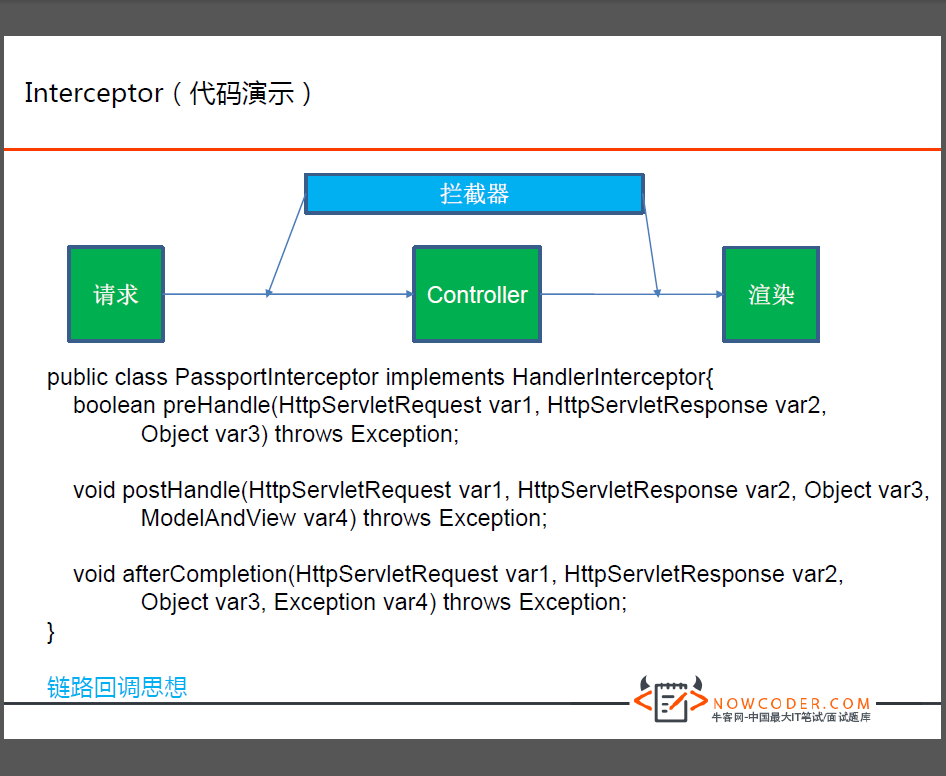 Interceptor（代码演示）
拦截器
请求
Controller
渲染
public class PassportInterceptor implements HandlerInterceptor{
boolean preHandle(HttpServletRequest var1, HttpServletResponse var2,
Object var3) throws Exception;
void postHandle(HttpServletRequest var1, HttpServletResponse var2, Object var3,
ModelAndView var4) throws Exception;
void afterCompletion(HttpServletRequest var1, HttpServletResponse var2,
Object var3, Exception var4) throws Exception;
}
链路回调思想
NOWCODER.COM
牛客网-中国最大IT笔试/面试题库